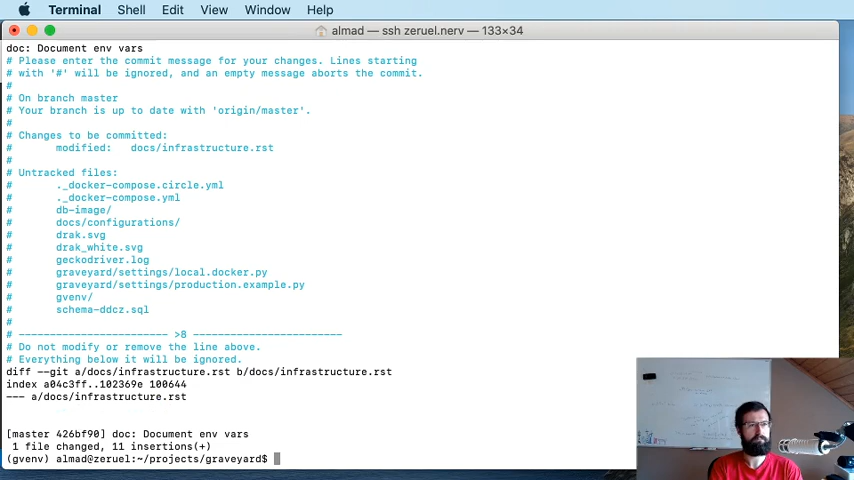 Terminal Shell Edit View Window Help
almad — ssh zeruel.nerv — 133×34
doc: Document env vars
# Please enter the commit message for your changes. Lines starting
# with '#' will be ignored, and an empty message aborts the commit.
#
# On branch master
# Your branch is up to date with 'origin/master'.
#
# Changes to be committed:
#       modified:   docs/infrastructure.rst
#
# Untracked files:
#       ._docker-compose.circle.yml
#       ._docker-compose.yml
#       db-image/
#       docs/configurations/
#       drak.svg
#       drak_white.svg
#       geckodriver.log
#       graveyard/settings/local.docker.py
#       graveyard/settings/production.example.py
#       gvenv/
#       schema-ddcz.sql
#
# ------------------------ >8 ------------------------
# Do not modify or remove the line above.
# Everything below it will be ignored.
diff --git a/docs/infrastructure.rst b/docs/infrastructure.rst
index a04c3ff..102369e 100644
--- a/docs/infrastructure.rst
[master 426bf90] doc: Document env vars
 1 file changed, 11 insertions(+)
(gvenv) almad@zeruel:~/projects/graveyard$